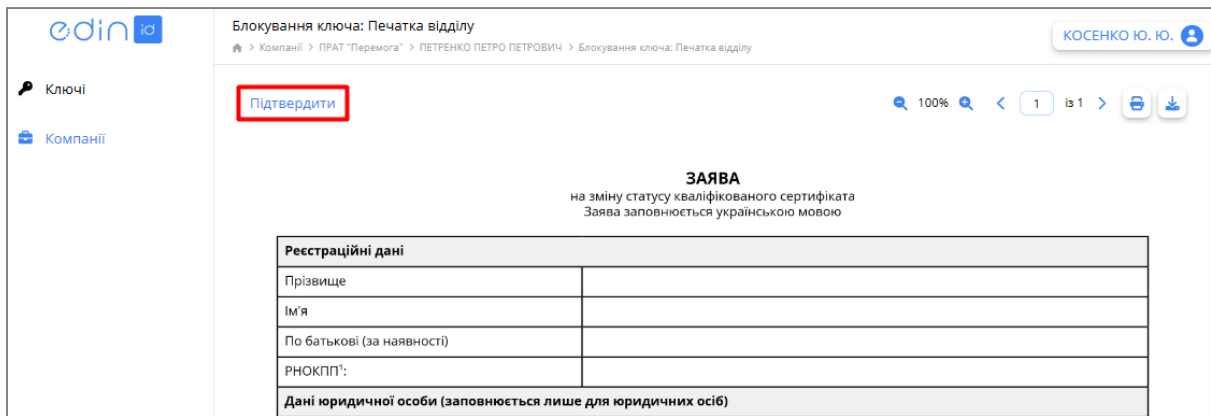 edin id
Блокування ключа: Печатка відділу
> Компанії > ПРАТ "Перемога" > ПЕТРЕНКО ПЕТРО ПЕТРОВИЧ > Блокування ключа: Печатка відділу
КОСЕНКО Ю. Ю.
Ключі
Компанії
Підтвердити
100%
< 1 із 1 >
ЗАЯВА
на зміну статусу кваліфікованого сертифіката
Заява заповнюється українською мовою
Реєстраційні дані
Прізвище
Ім'я
По батькові (за наявності)
РНОКПП¹:
Дані юридичної особи (заповнюється лише для юридичних осіб)